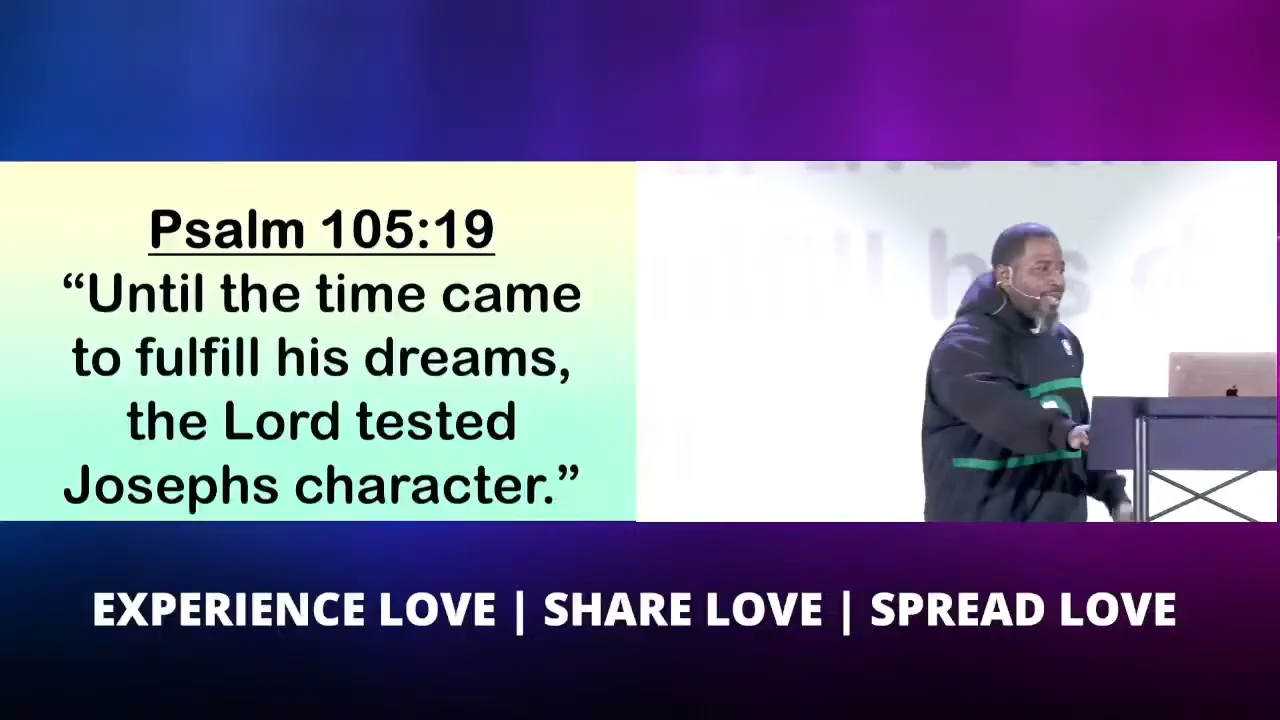 Psalm 105:19
“Until the time came
to fulfill his dreams,
the Lord tested
Josephs character.”
EXPERIENCE LOVE | SHARE LOVE | SPREAD LOVE